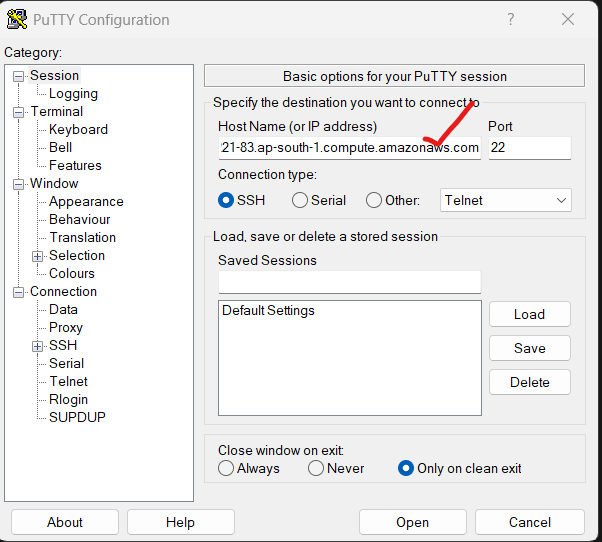 PuTTY Configuration
Category:
Session
Logging
Terminal
Keyboard
Bell
Features
Window
Appearance
Behaviour
Translation
Selection
Colours
Connection
Data
Proxy
SSH
Serial
Telnet
Rlogin
SUPDUP
Basic options for your PuTTY session
Specify the destination you want to connect to
Host Name (or IP address) Port
21-83.ap-south-1.compute.amazonaws.com 22
Connection type:
SSH Serial Other: Telnet
Load, save or delete a stored session
Saved Sessions
Default Settings
Load
Save
Delete
Close window on exit:
Always Never Only on clean exit
About Help Open Cancel